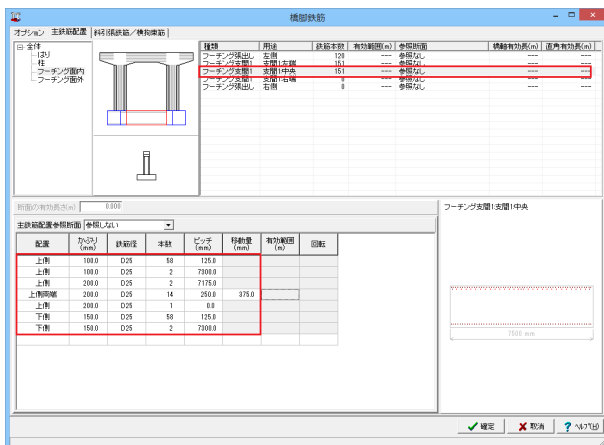 橋脚鉄筋
オプション 主鉄筋配置 斜引張鉄筋／横拘束筋
全体
はり
柱
フーチング面内
フーチング面外
種類 用途 鉄筋本数 有効範囲(m) 参照断面 橋軸有効長(m) 直角有効長(m)
フーチング張出し 左側 120 --- 参照なし --- ---
フーチング支間1 支間1:左端 151 --- 参照なし --- ---
フーチング支間1 支間1:中央 151 --- 参照なし --- ---
フーチング支間1 支間1:右端 0 --- 参照なし --- ---
フーチング張出し 右側 0 --- 参照なし --- ---
断面の有効長さ(m) 0.000
主鉄筋配置参照断面 参照しない
配置 かぶり(mm) 鉄筋径 本数 ピッチ(mm) 移動量(mm) 有効範囲(m) 回転
上側 100.0 D25 58 125.0
上側 100.0 D25 2 7300.0
上側 200.0 D25 2 7175.0
上側両端 200.0 D25 14 250.0 375.0
上側 200.0 D25 1 0.0
下側 150.0 D25 58 125.0
下側 150.0 D25 2 7300.0
フーチング支間1:支間1:中央
7500 mm
確定 取消 ? ヘルプ(H)